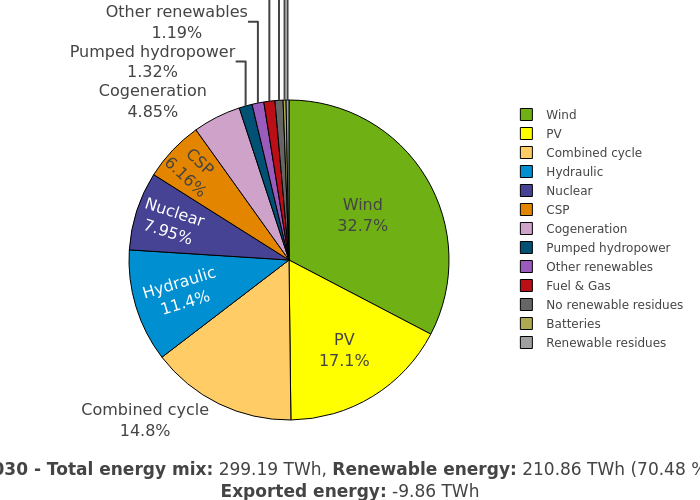 Other renewables
1.19%
Pumped hydropower
1.32%
Cogeneration
4.85%
CSP
6.16%
Nuclear
7.95%
Hydraulic
11.4%
Combined cycle
14.8%
Wind
32.7%
PV
17.1%
Wind
PV
Combined cycle
Hydraulic
Nuclear
CSP
Cogeneration
Pumped hydropower
Other renewables
Fuel & Gas
No renewable residues
Batteries
Renewable residues
030 - Total energy mix: 299.19 TWh, Renewable energy: 210.86 TWh (70.48 %
Exported energy: -9.86 TWh